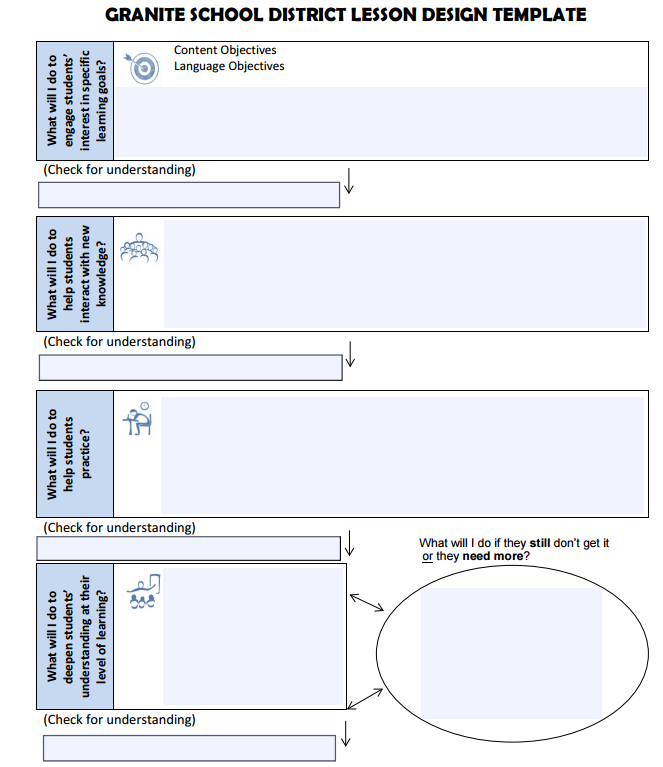 GRANITE SCHOOL DISTRICT LESSON DESIGN TEMPLATE
What will I do to
engage students'
interest in specific
learning goals?
Content Objectives
Language Objectives
(Check for understanding)
What will I do to
help students
interact with new
knowledge?
(Check for understanding)
What will I do to
help students
practice?
(Check for understanding)
What will I do if they still don't get it
or they need more?
What will I do to
deepen students'
understanding at their
level of learning?
(Check for understanding)